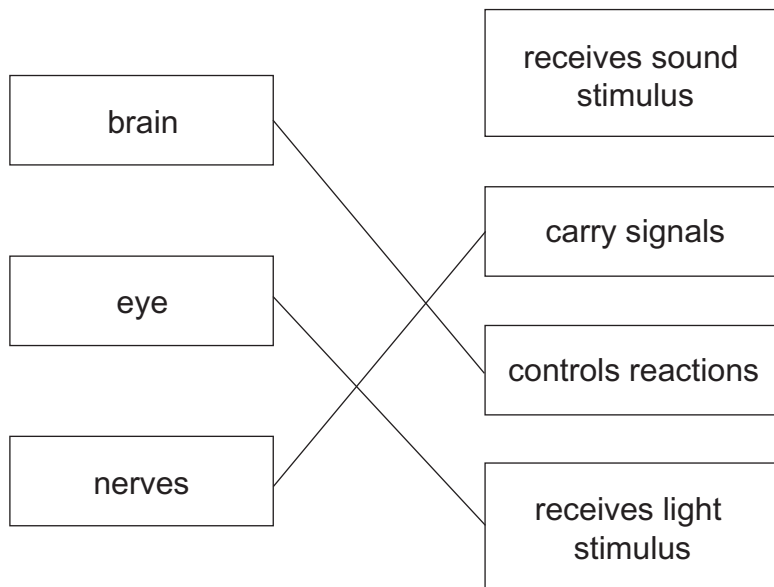 brain
eye
nerves
receives sound
stimulus
carry signals
controls reactions
receives light
stimulus